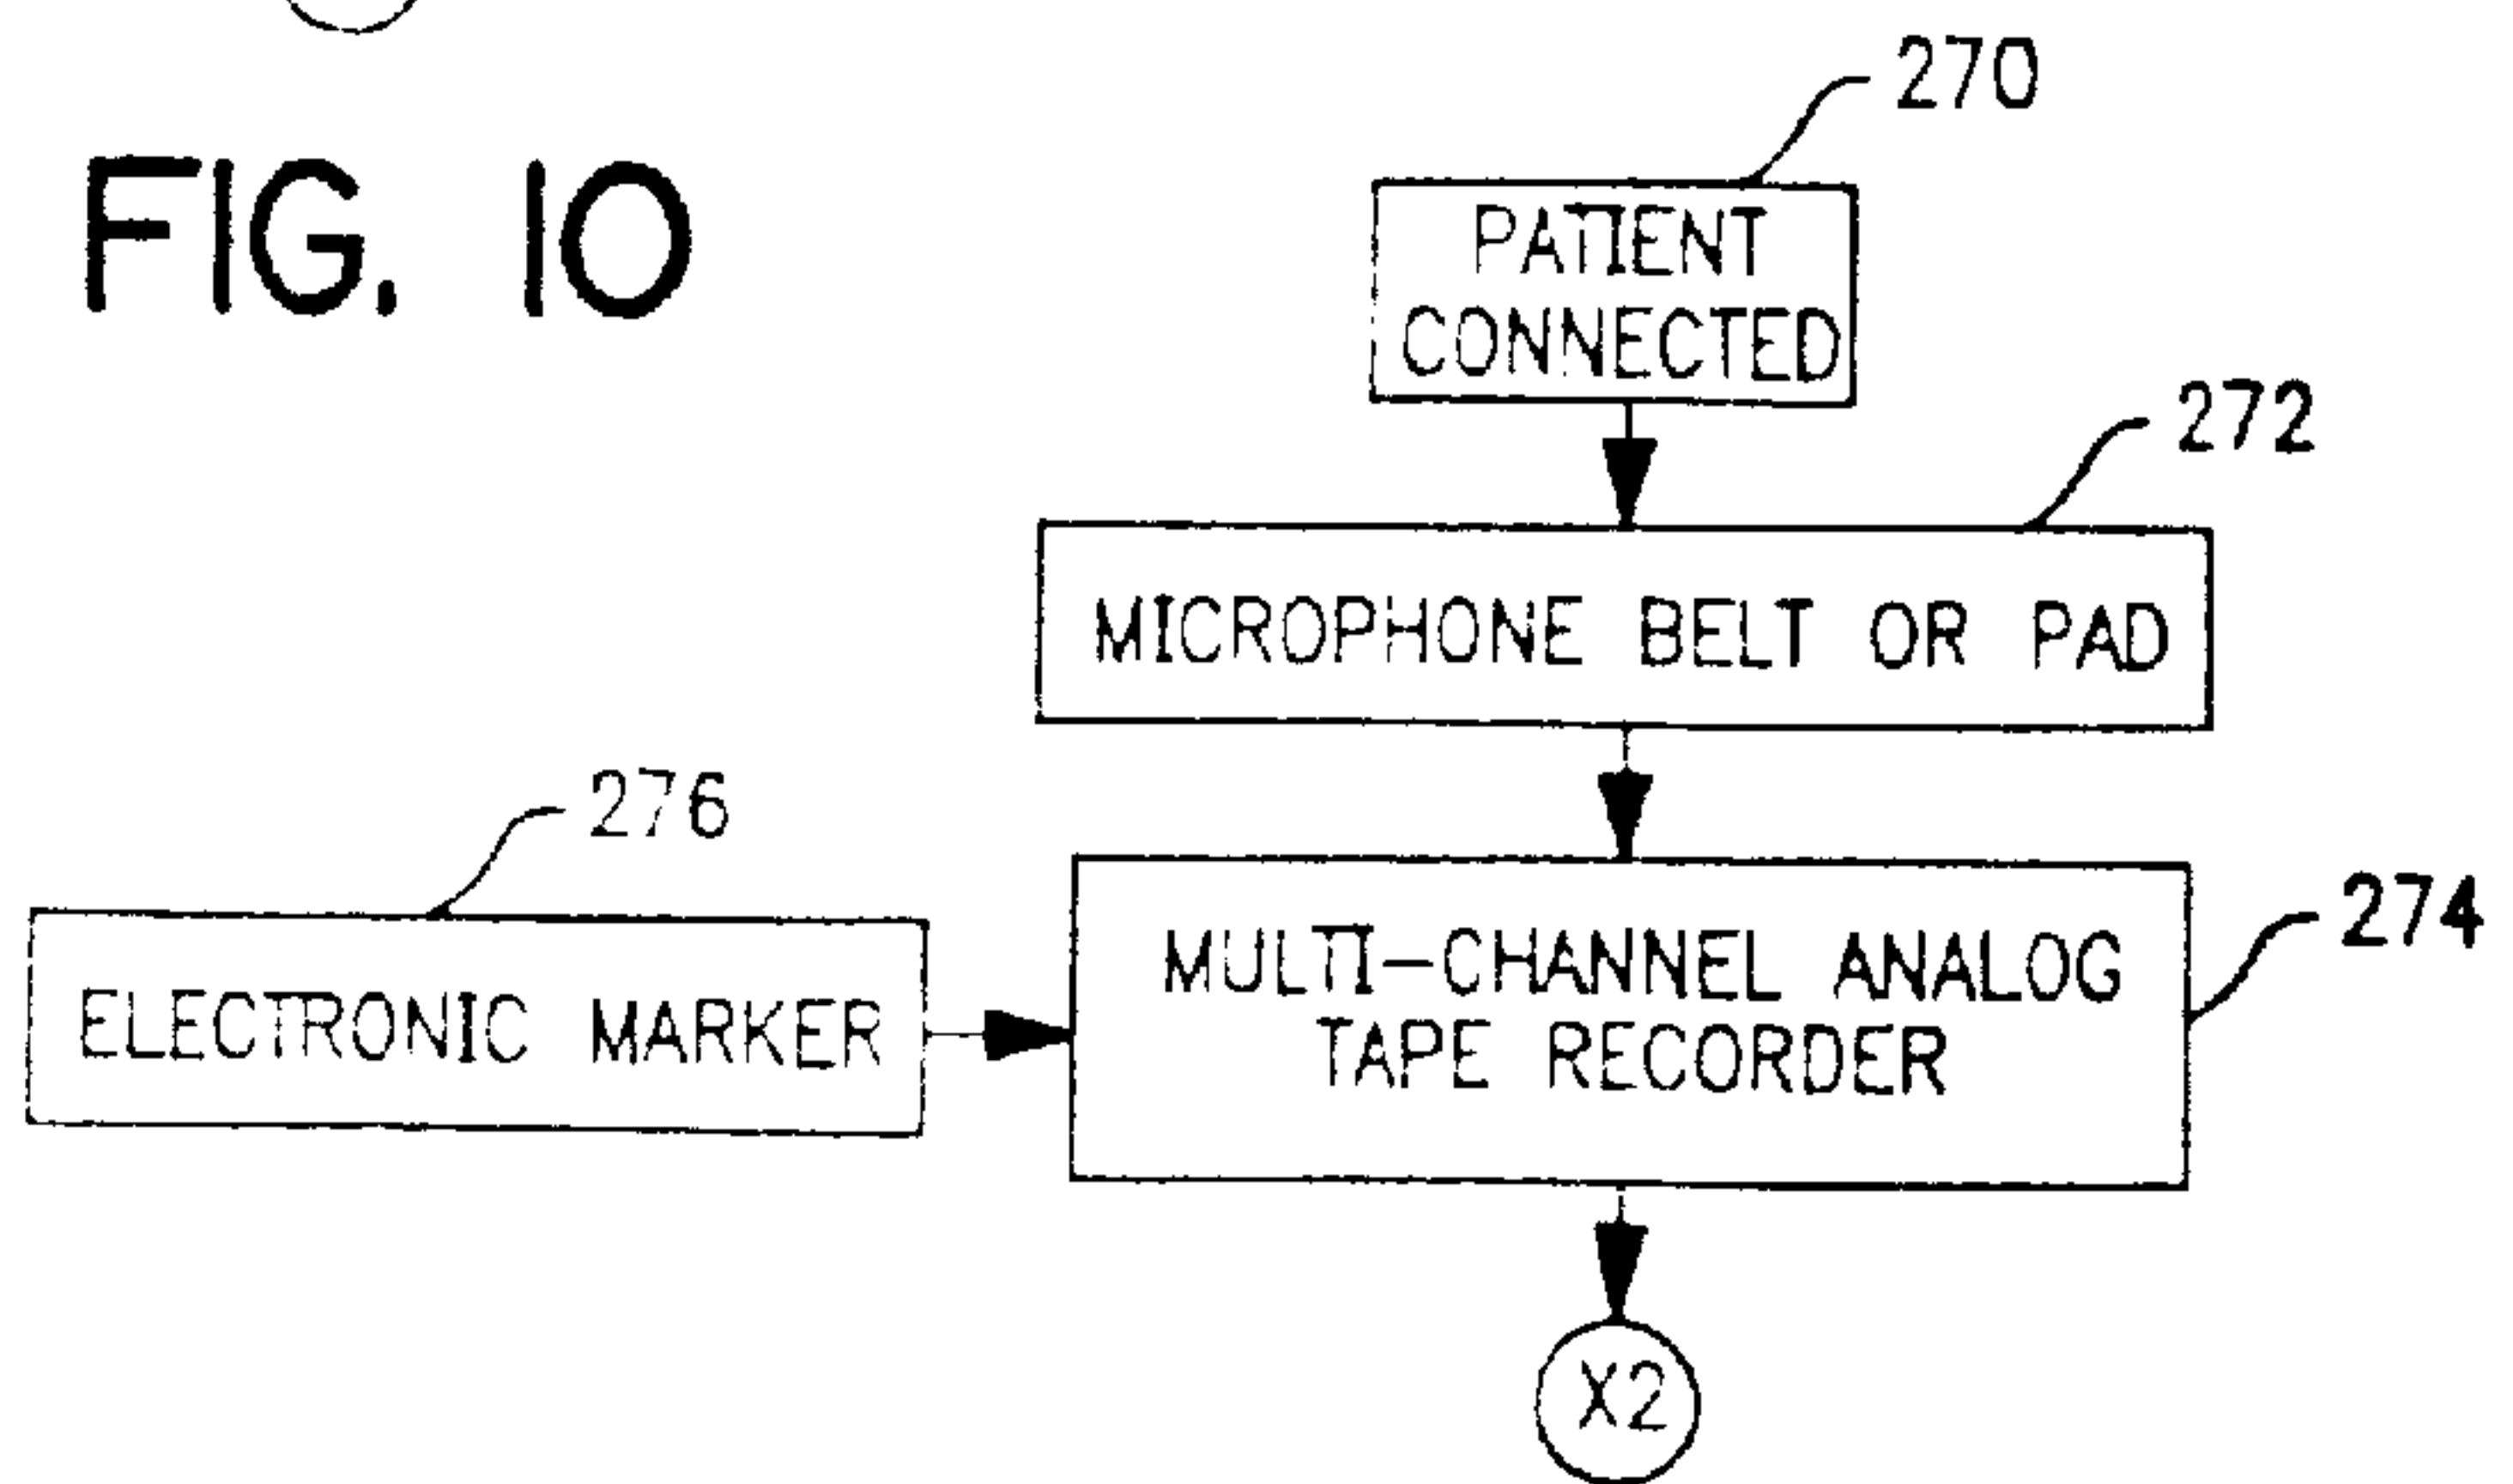 FIG. 10
270
PATIENT
CONNECTED
272
MICROPHONE BELT OR PAD
276
274
ELECTRONIC MARKER
MULTI-CHANNEL ANALOG
TAPE RECORDER
X2